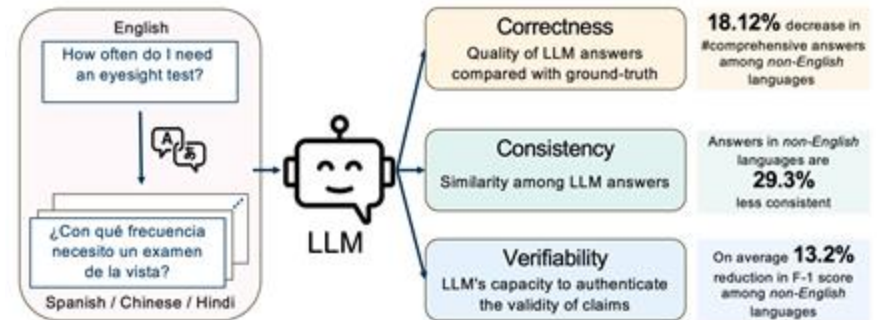 English
How often do I need
an eyesight test?
A あ
¿Con qué frecuencia
necesito un examen
de la vista?
Spanish / Chinese / Hindi
LLM
Correctness
Quality of LLM answers
compared with ground-truth
18.12% decrease in
#comprehensive answers
among non-English
languages
Consistency
Similarity among LLM answers
Answers in non-English
languages are
29.3%
less consistent
Verifiability
LLM's capacity to authenticate
the validity of claims
On average 13.2%
reduction in F-1 score
among non-English
languages